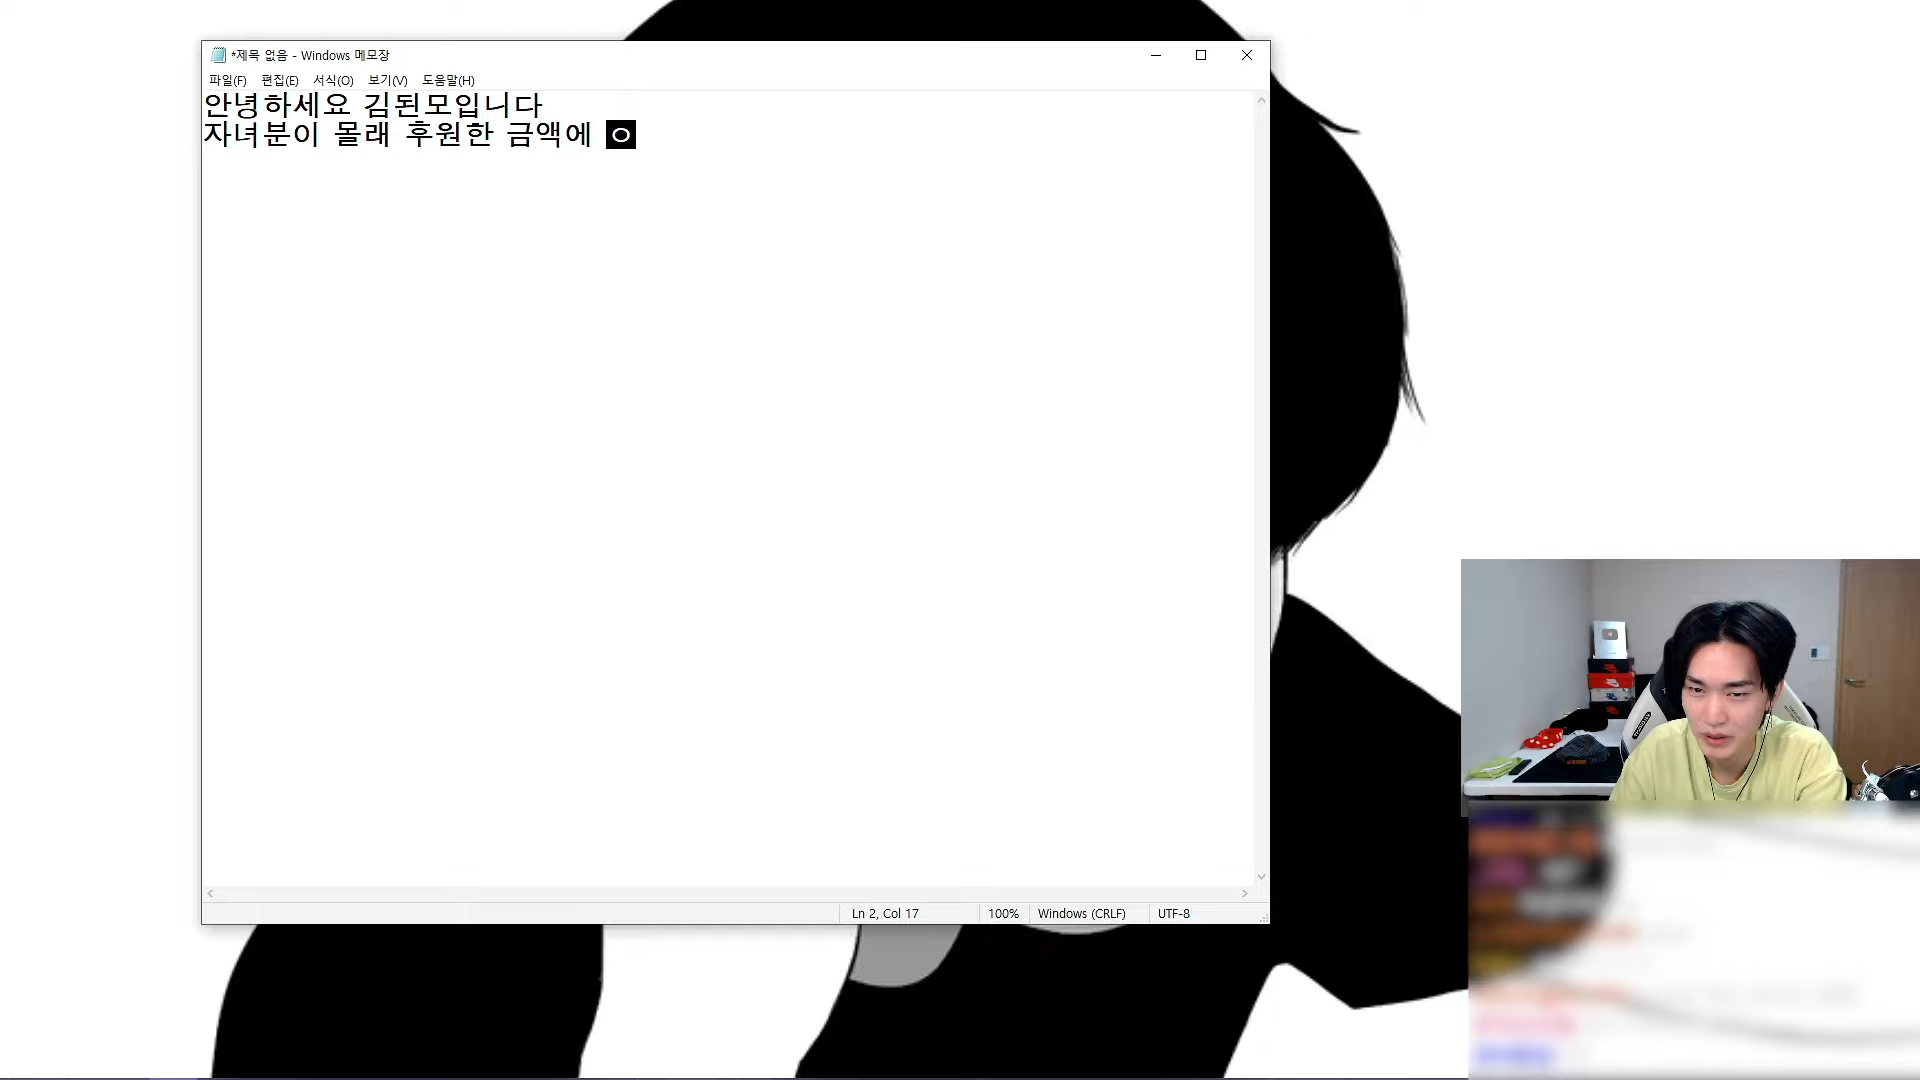 *제목 없음 - Windows 메모장
파일(F) 편집(E) 서식(O) 보기(V) 도움말(H)
안녕하세요 김된모입니다
자녀분이 몰래 후원한 금액에 ㅇ
Ln 2, Col 17 100% Windows (CRLF) UTF-8